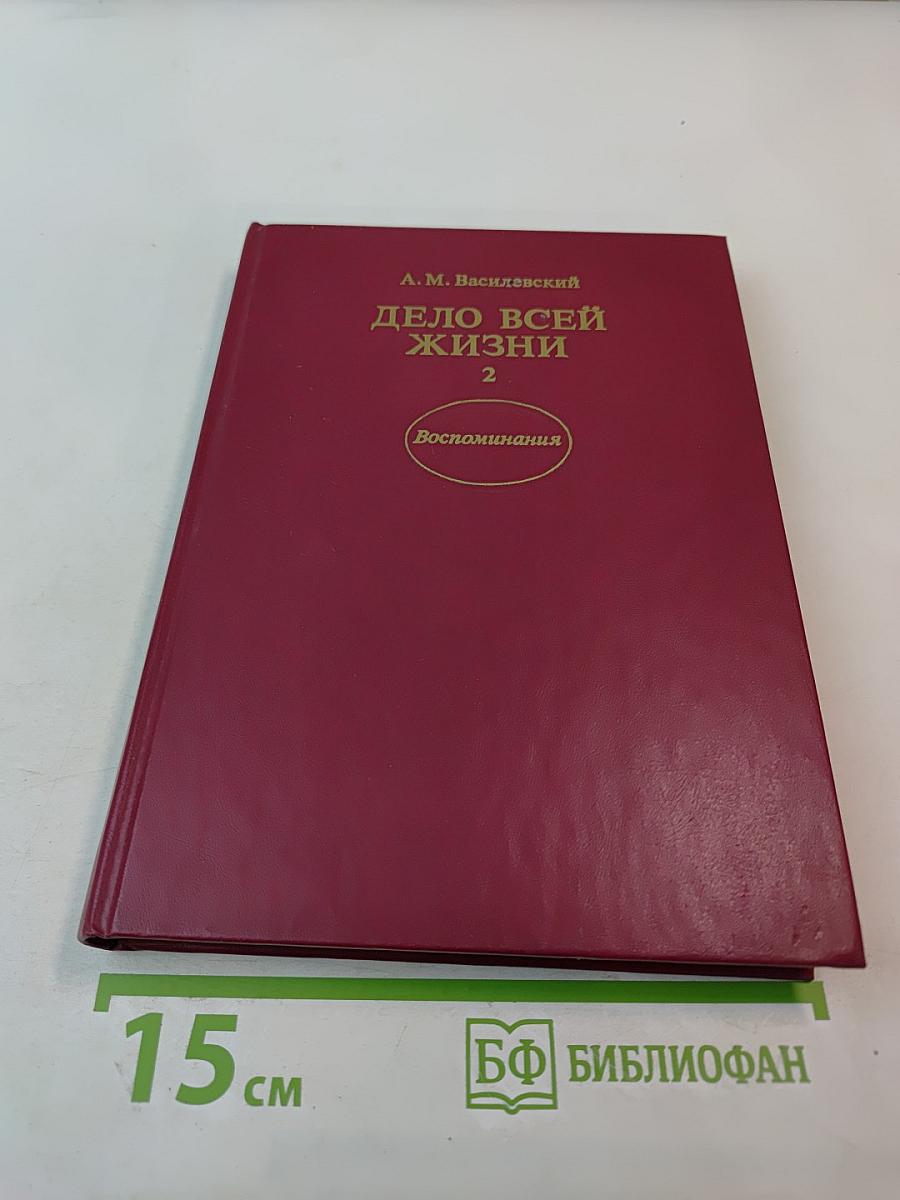 А. М. Василевский
ДЕЛО ВСЕЙ
ЖИЗНИ
2
Воспоминания
15 см
БФ БИБЛИОФАН